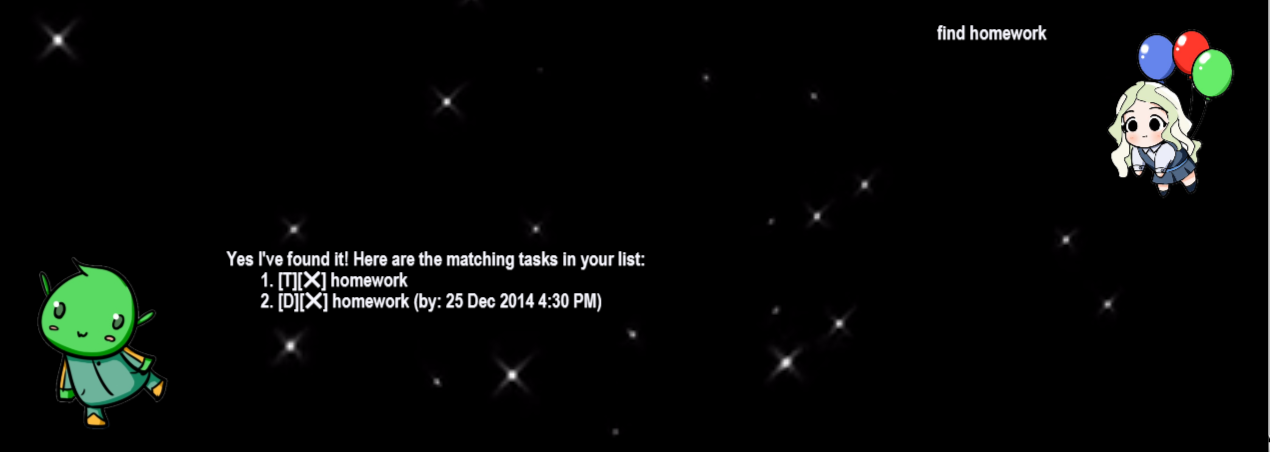 find homework
Yes I've found it! Here are the matching tasks in your list:
1. [T][✕] homework
2. [D][✕] homework (by: 25 Dec 2014 4:30 PM)